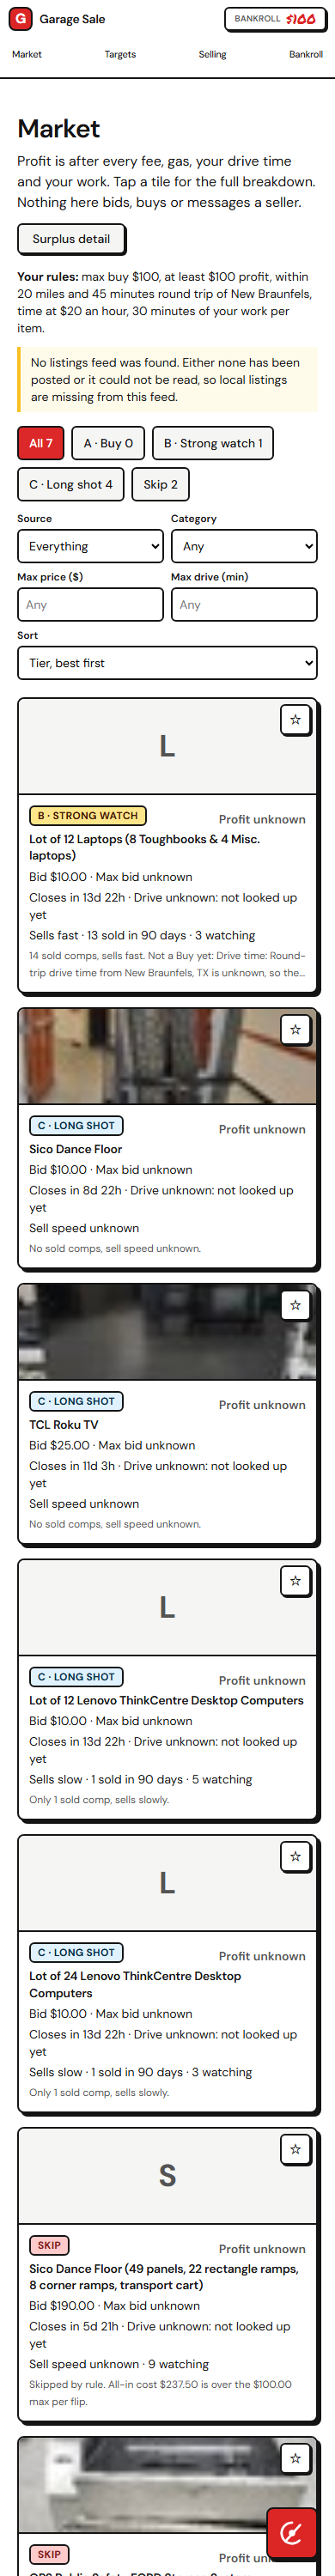 G Garage Sale
BANKROLL $100
Market Targets Selling Bankroll
Market
Profit is after every fee, gas, your drive time
and your work. Tap a tile for the full breakdown.
Nothing here bids, buys or messages a seller.
Surplus detail
Your rules: max buy $100, at least $100 profit, within
20 miles and 45 minutes round trip of New Braunfels,
time at $20 an hour, 30 minutes of your work per
item.
No listings feed was found. Either none has been
posted or it could not be read, so local listings
are missing from this feed.
All 7
A · Buy 0
B · Strong watch 1
C · Long shot 4
Skip 2
Source
Category
Everything
Any
Max price ($)
Max drive (min)
Any
Any
Sort
Tier, best first
L
☆
B · STRONG WATCH
Profit unknown
Lot of 12 Laptops (8 Toughbooks & 4 Misc.
laptops)
Bid $10.00 · Max bid unknown
Closes in 13d 22h · Drive unknown: not looked up
yet
Sells fast · 13 sold in 90 days · 3 watching
14 sold comps, sells fast. Not a Buy yet: Drive time: Round-
trip drive time from New Braunfels, TX is unknown, so the...
☆
C · LONG SHOT
Profit unknown
Sico Dance Floor
Bid $10.00 · Max bid unknown
Closes in 8d 22h · Drive unknown: not looked up
yet
Sell speed unknown
No sold comps, sell speed unknown.
☆
C · LONG SHOT
Profit unknown
TCL Roku TV
Bid $25.00 · Max bid unknown
Closes in 11d 3h · Drive unknown: not looked up
yet
Sell speed unknown
No sold comps, sell speed unknown.
L
☆
C · LONG SHOT
Profit unknown
Lot of 12 Lenovo ThinkCentre Desktop Computers
Bid $10.00 · Max bid unknown
Closes in 13d 22h · Drive unknown: not looked up
yet
Sells slow · 1 sold in 90 days · 5 watching
Only 1 sold comp, sells slowly.
L
☆
C · LONG SHOT
Profit unknown
Lot of 24 Lenovo ThinkCentre Desktop
Computers
Bid $10.00 · Max bid unknown
Closes in 13d 22h · Drive unknown: not looked up
yet
Sells slow · 1 sold in 90 days · 3 watching
Only 1 sold comp, sells slowly.
S
☆
SKIP
Profit unknown
Sico Dance Floor (49 panels, 22 rectangle ramps,
8 corner ramps, transport cart)
Bid $190.00 · Max bid unknown
Closes in 5d 21h · Drive unknown: not looked up
yet
Sell speed unknown · 9 watching
Skipped by rule. All-in cost $237.50 is over the $100.00
max per flip.
☆
SKIP
Profit